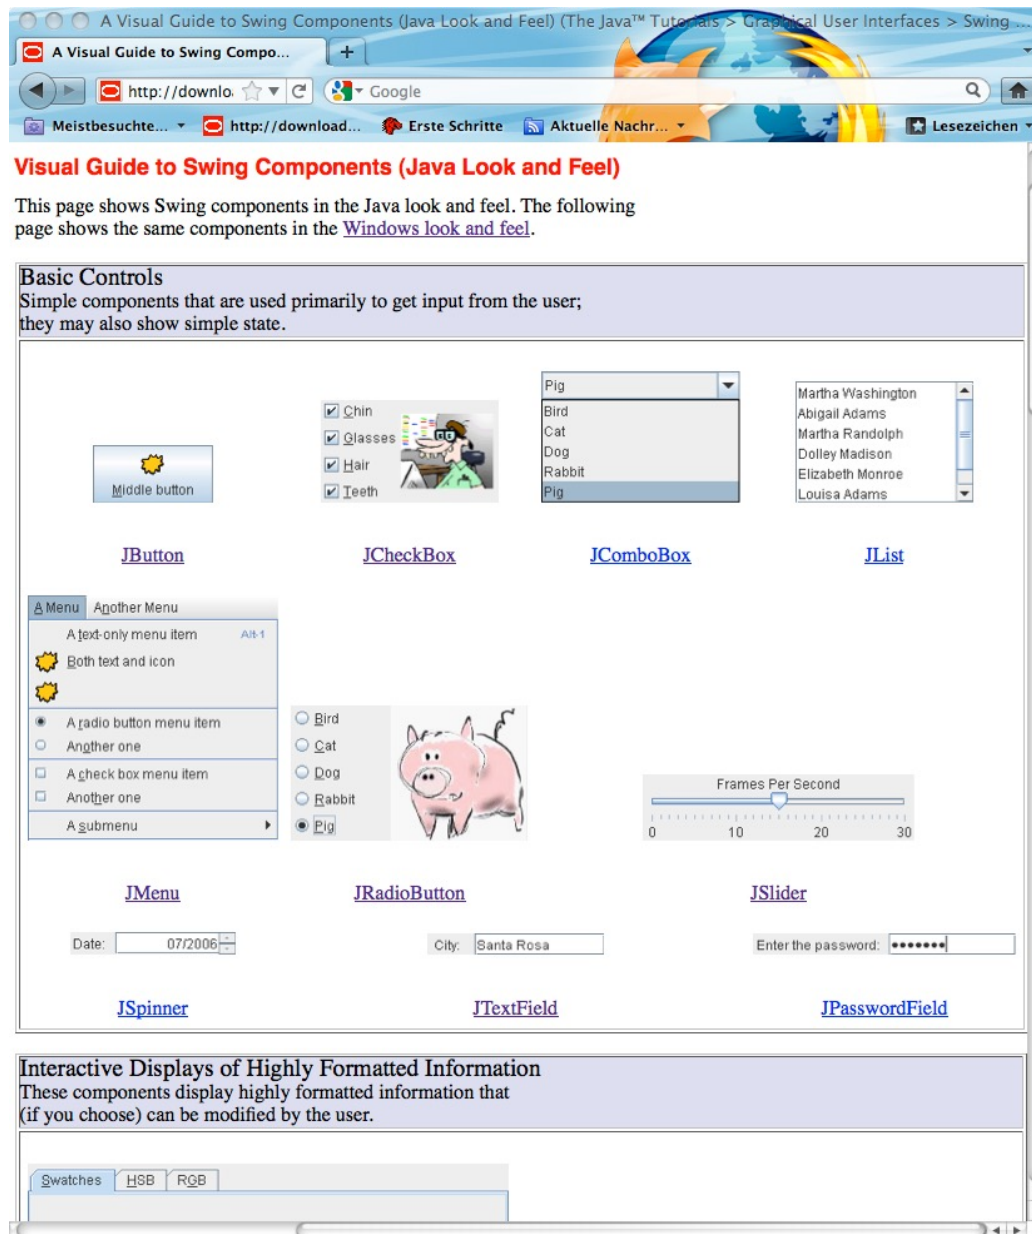 A Visual Guide to Swing Components (Java Look and Feel) (The Java™ Tutorials > Graphical User Interfaces > Swing ...
A Visual Guide to Swing Compo...
+
http://downlo
Google
Meistbesuchte...
http://download...
Erste Schritte
Aktuelle Nachr...
Lesezeichen
Visual Guide to Swing Components (Java Look and Feel)
This page shows Swing components in the Java look and feel. The following
page shows the same components in the Windows look and feel.
Basic Controls
Simple components that are used primarily to get input from the user;
they may also show simple state.
Middle button
Chin
Glasses
Hair
Teeth
Pig
Bird
Cat
Dog
Rabbit
Pig
Martha Washington
Abigail Adams
Martha Randolph
Dolley Madison
Elizabeth Monroe
Louisa Adams
JButton
JCheckBox
JComboBox
JList
A Menu Another Menu
A text-only menu item Alt-1
Both text and icon
A radio button menu item
Another one
A check box menu item
Another one
A submenu
Bird
Cat
Dog
Rabbit
Pig
Frames Per Second
0 10 20 30
JMenu
JRadioButton
JSlider
Date: 07/2006
City: Santa Rosa
Enter the password: •••••••
JSpinner
JTextField
JPasswordField
Interactive Displays of Highly Formatted Information
These components display highly formatted information that
(if you choose) can be modified by the user.
Swatches HSB RGB